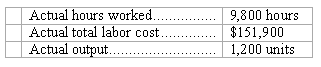 Actual hours worked................ 9,800 hours
Actual total labor cost.............. $151,900
Actual output........................... 1,200 units